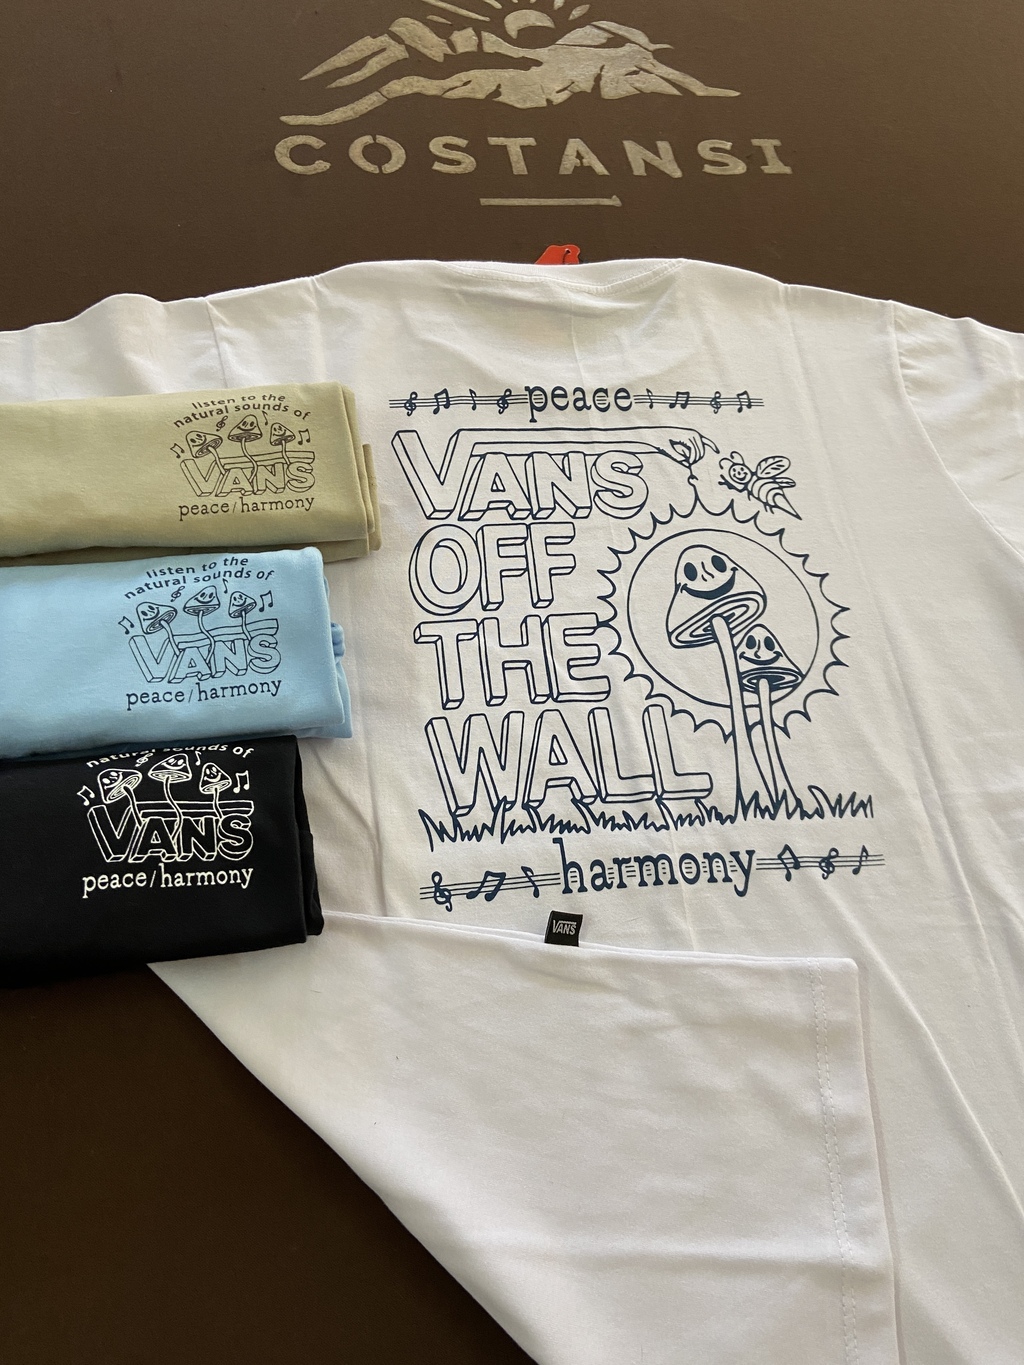 COSTANSI
peace
VANS
OFF
THE
WALL
harmony
VANS
listen to the
natural sounds of
VANS
peace/harmony
listen to the
natural sounds of
VANS
peace/harmony
natural sounds of
VANS
peace/harmony